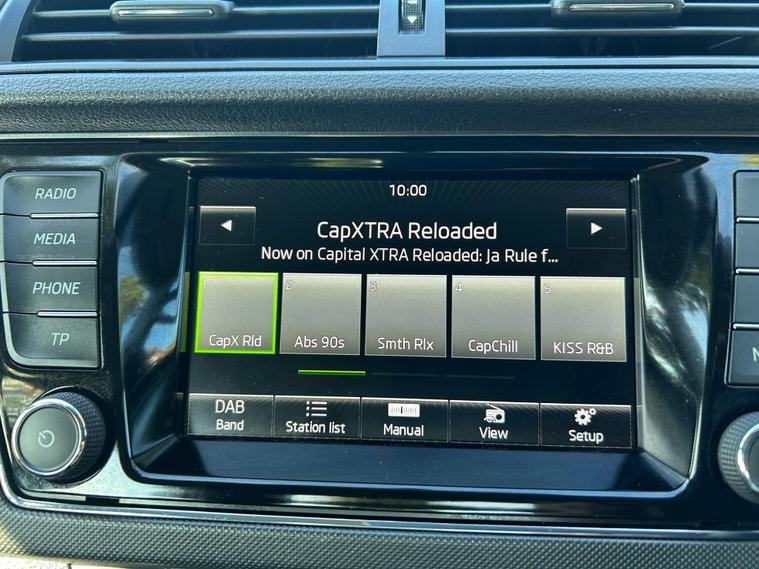 10:00
RADIO
MEDIA
PHONE
TP
CapXTRA Reloaded
Now on Capital XTRA Reloaded: Ja Rule f...
1 2 3 4 5
CapX Rld Abs 90s Smth Rlx CapChill KISS R&B
DAB
Band Station list Manual View Setup